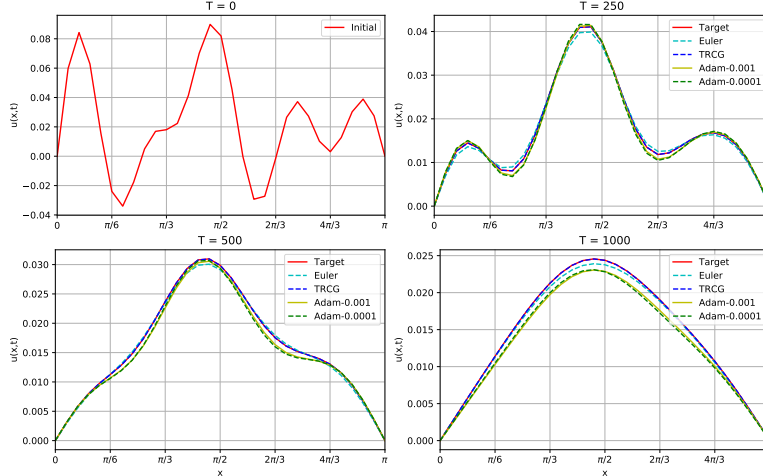 T = 0
u(x,t)
0.08
0.06
0.04
0.02
0.00
−0.02
−0.04
0 π/6 π/3 π/2 2π/3 4π/3 π
Initial
T = 250
u(x,t)
0.04
0.03
0.02
0.01
0.00
0 π/6 π/3 π/2 2π/3 4π/3
Target
Euler
TRCG
Adam-0.001
Adam-0.0001
T = 500
u(x,t)
0.030
0.025
0.020
0.015
0.010
0.005
0.000
0 π/6 π/3 π/2 2π/3 4π/3 π
x
Target
Euler
TRCG
Adam-0.001
Adam-0.0001
T = 1000
u(x,t)
0.025
0.020
0.015
0.010
0.005
0.000
0 π/6 π/3 π/2 2π/3 4π/3
x
Target
Euler
TRCG
Adam-0.001
Adam-0.0001